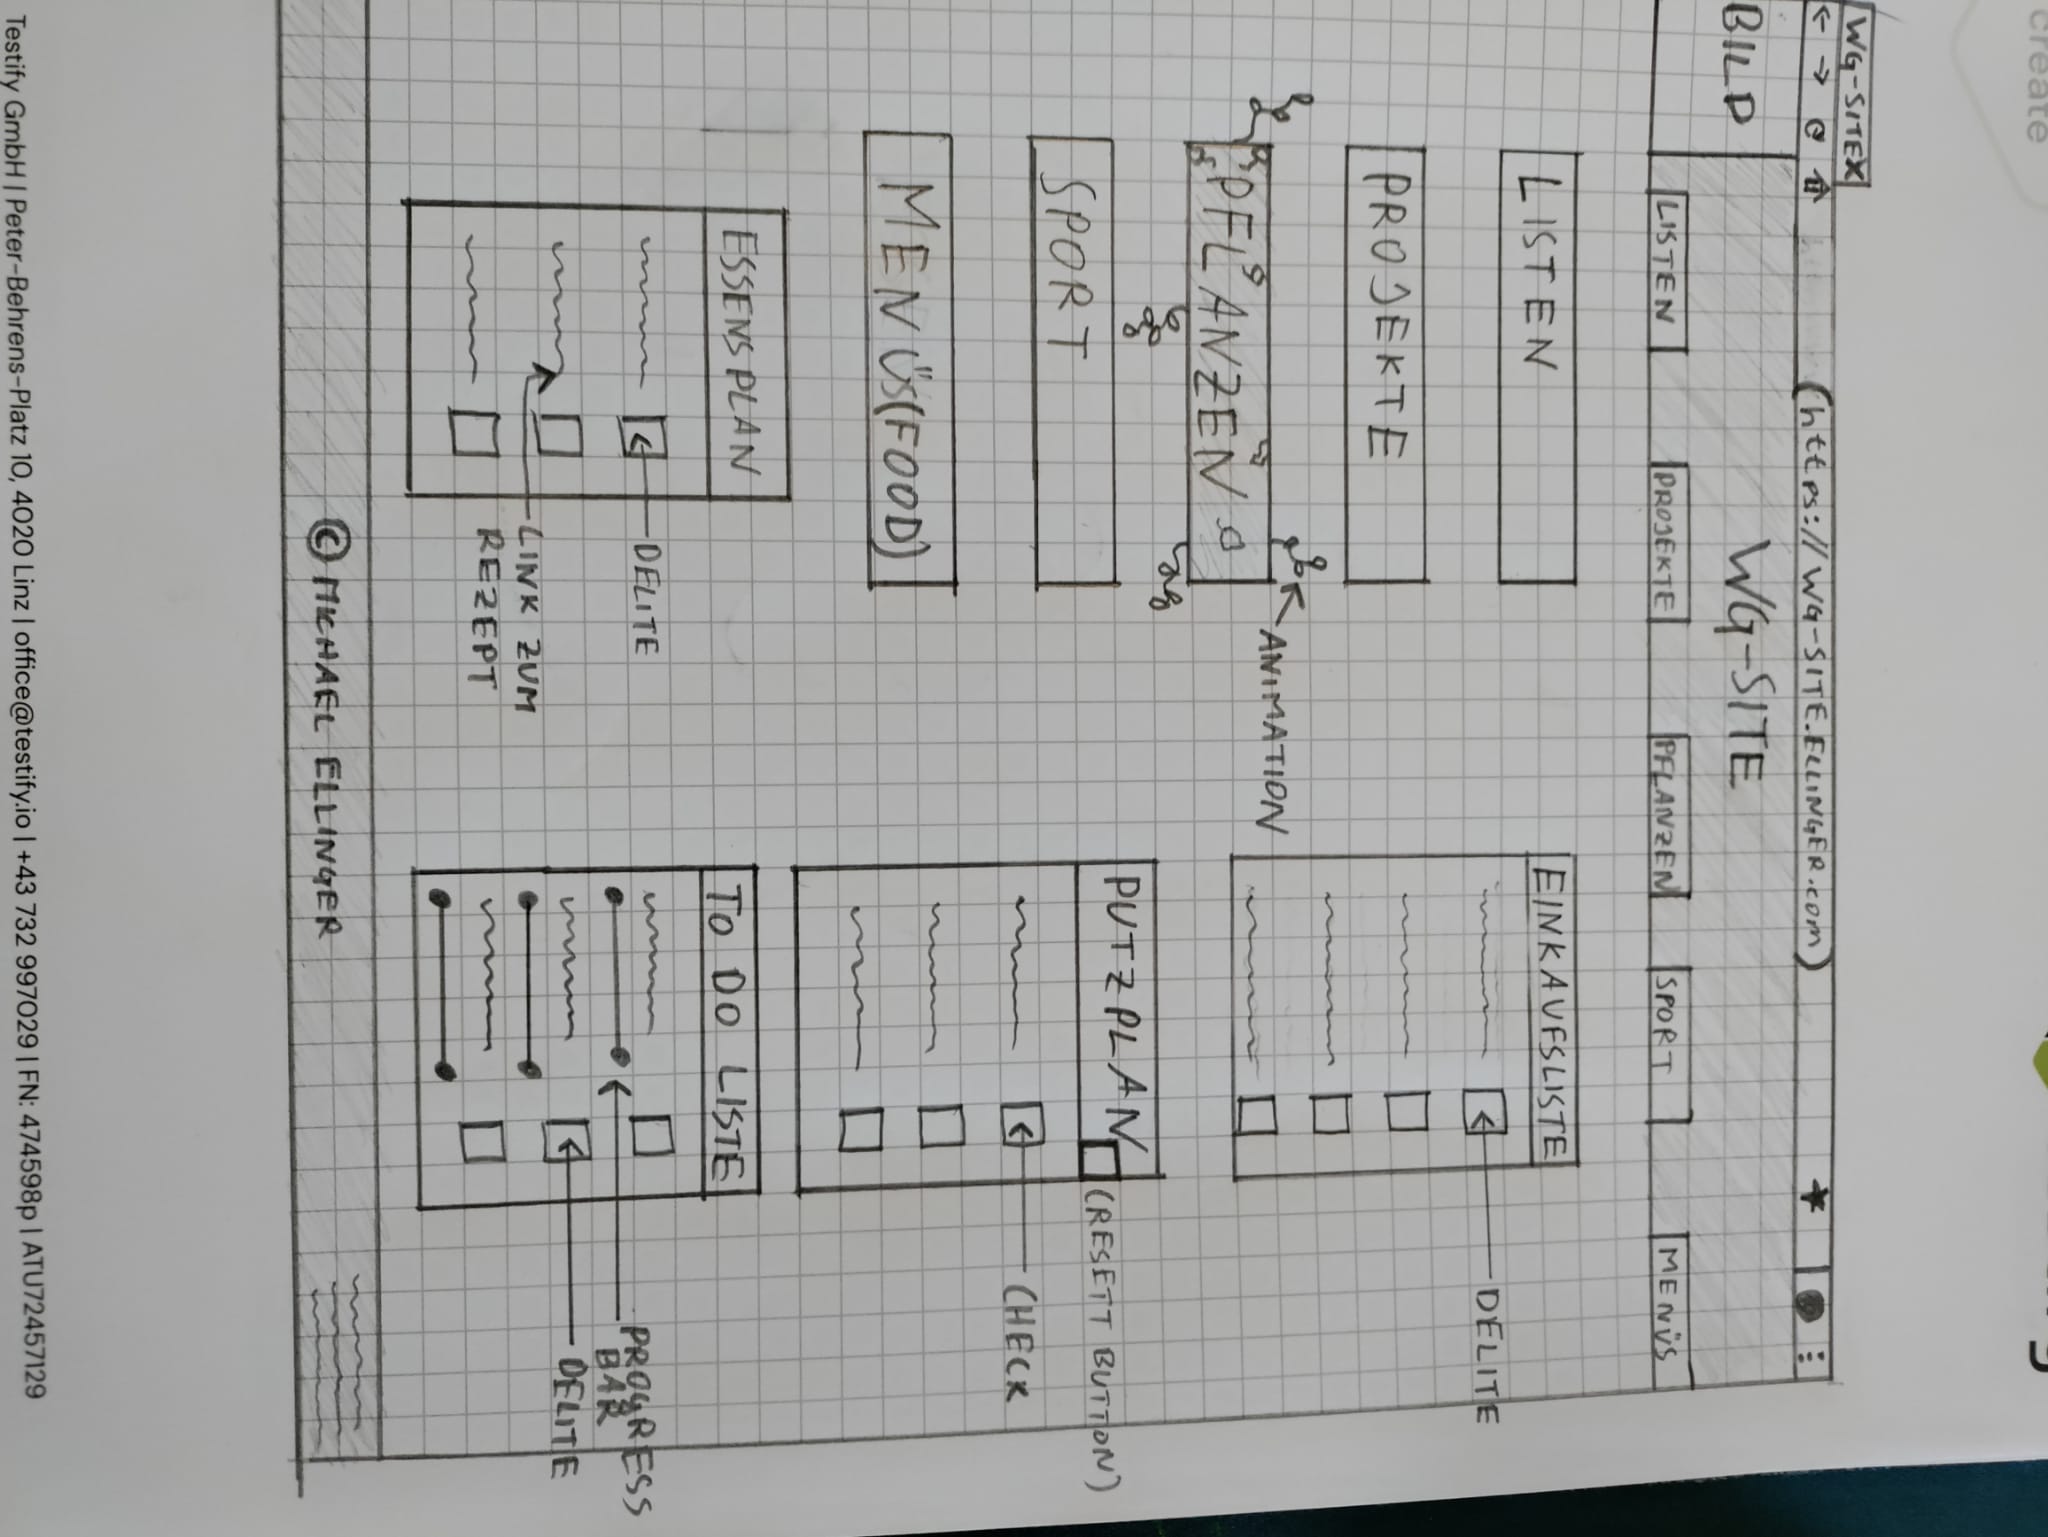 create
WG-SITEX
(https://WG-SITE.ELLINGER.com)
BILD
WG-SITE
LISTEN
PROJEKTE
PFLANZEN
SPORT
MENÜS
LISTEN
PROJEKTE
PFLANZEN
ANIMATION
SPORT
MENÜS(FOOD)
ESSENSPLAN
DELITE
LINK ZUM
REZEPT
EINKAUFSLISTE
DELITE
PUTZPLAN
(RESETT BUTTON)
CHECK
TO DO LISTE
PROGRESS
BAR
DELITE
© MICHAEL ELLINGER
Testify GmbH | Peter-Behrens-Platz 10, 4020 Linz | office@testify.io | +43 732 997029 | FN: 474598p | ATU72457129